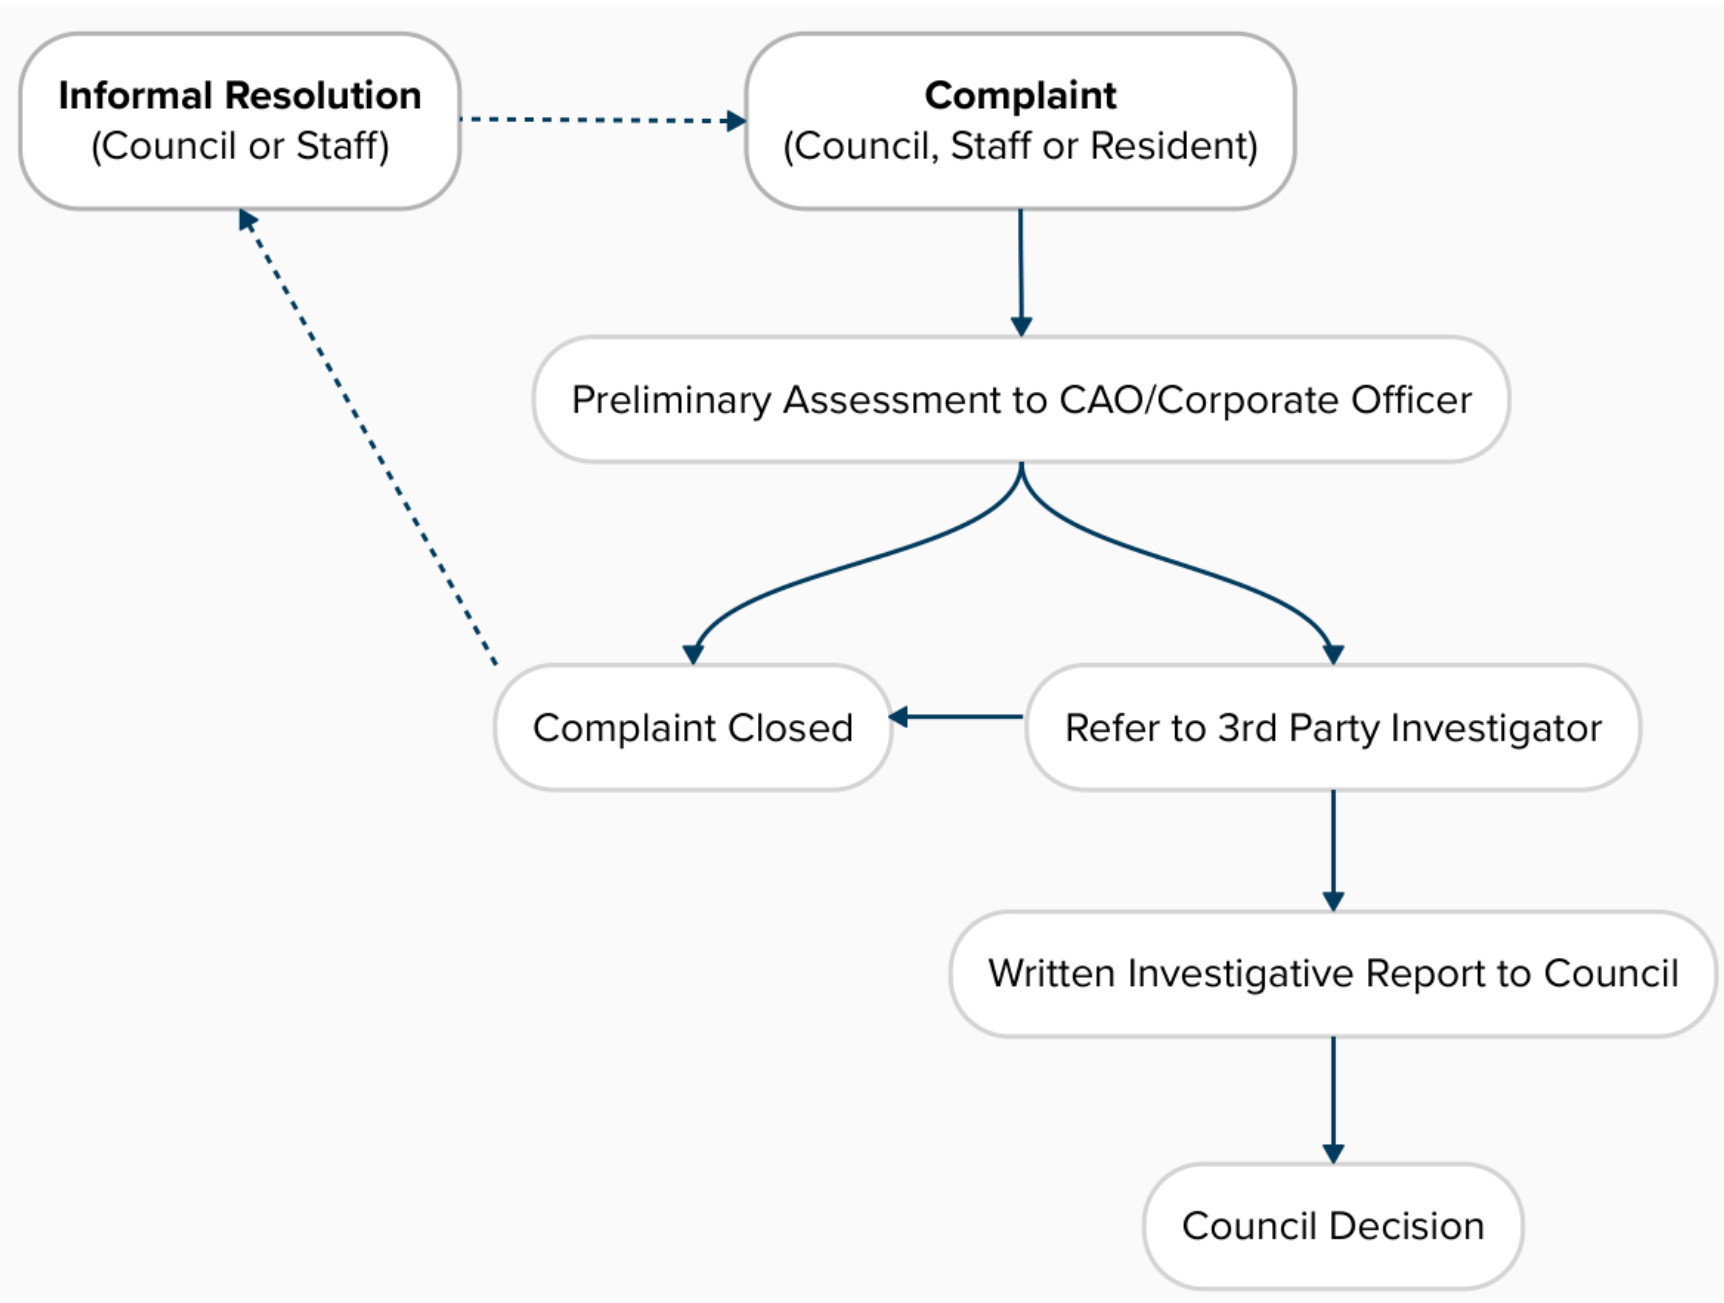 Informal Resolution
(Council or Staff)
Complaint
(Council, Staff or Resident)
Preliminary Assessment to CAO/Corporate Officer
Complaint Closed
Refer to 3rd Party Investigator
Written Investigative Report to Council
Council Decision